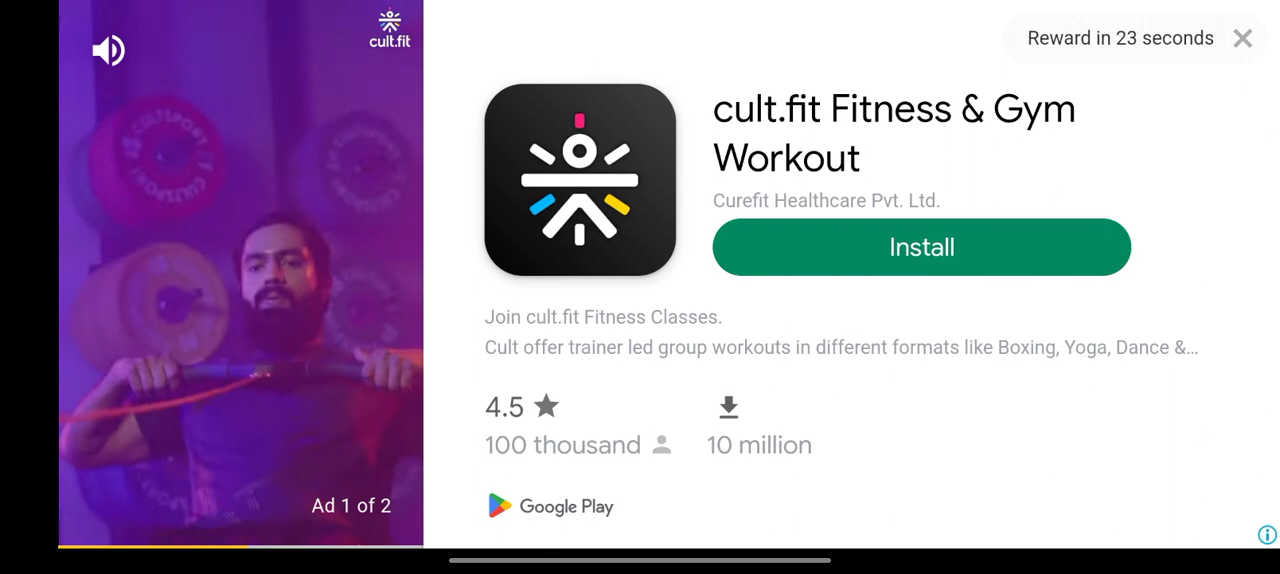 cult.fit
CULTSPORT
Ad 1 of 2
Reward in 23 seconds
cult.fit Fitness & Gym
Workout
Curefit Healthcare Pvt. Ltd.
Install
Join cult.fit Fitness Classes.
Cult offer trainer led group workouts in different formats like Boxing, Yoga, Dance &...
4.5
100 thousand
10 million
Google Play